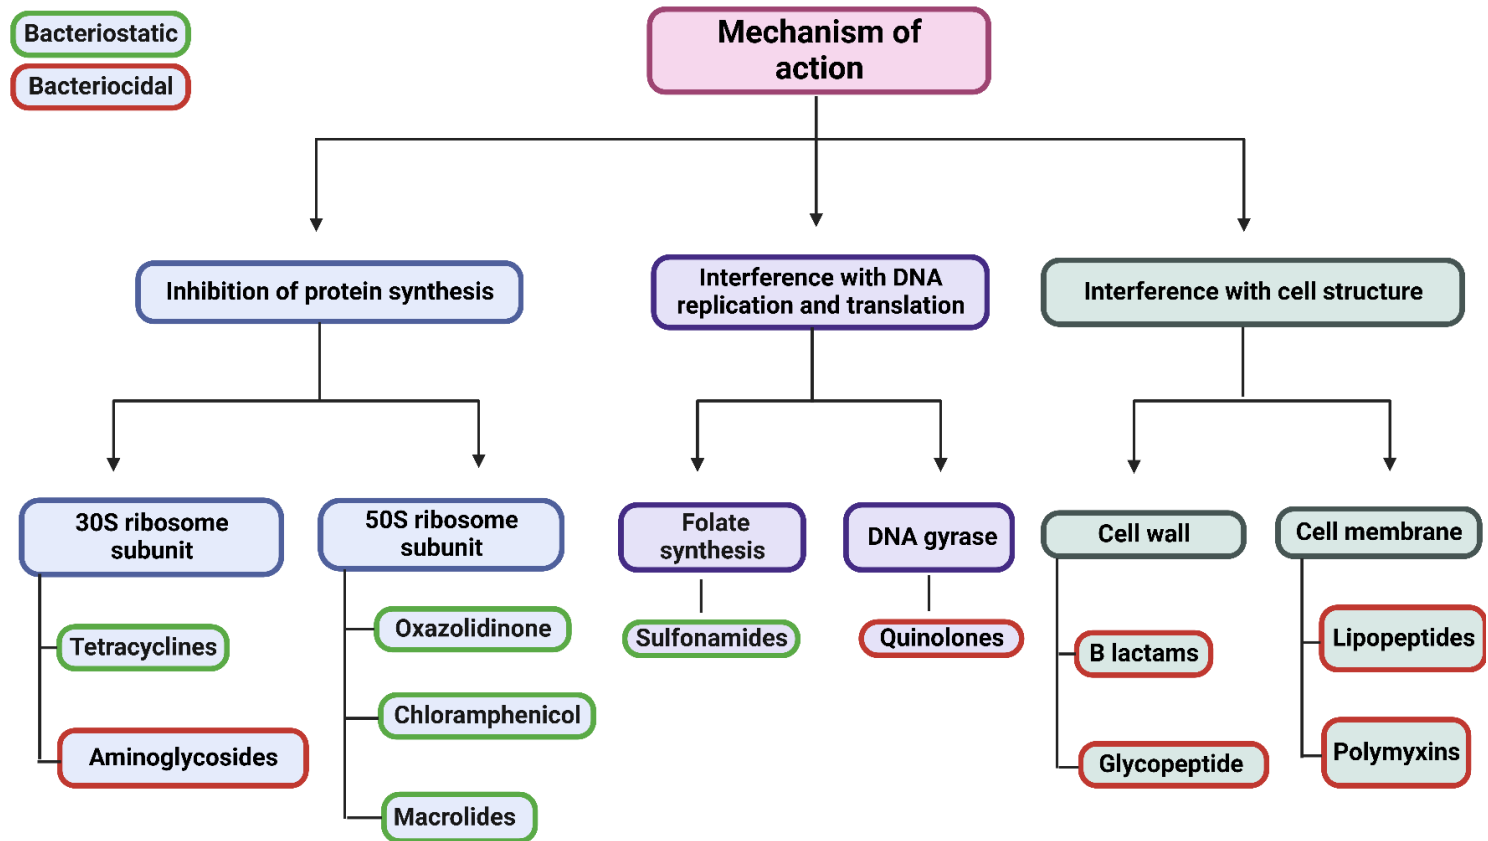 Bacteriostatic
Bacteriocidal
Mechanism of
action
Inhibition of protein synthesis
Interference with DNA
replication and translation
Interference with cell structure
30S ribosome
subunit
50S ribosome
subunit
Folate
synthesis
DNA gyrase
Cell wall
Cell membrane
Tetracyclines
Aminoglycosides
Oxazolidinone
Chloramphenicol
Macrolides
Sulfonamides
Quinolones
B lactams
Glycopeptide
Lipopeptides
Polymyxins